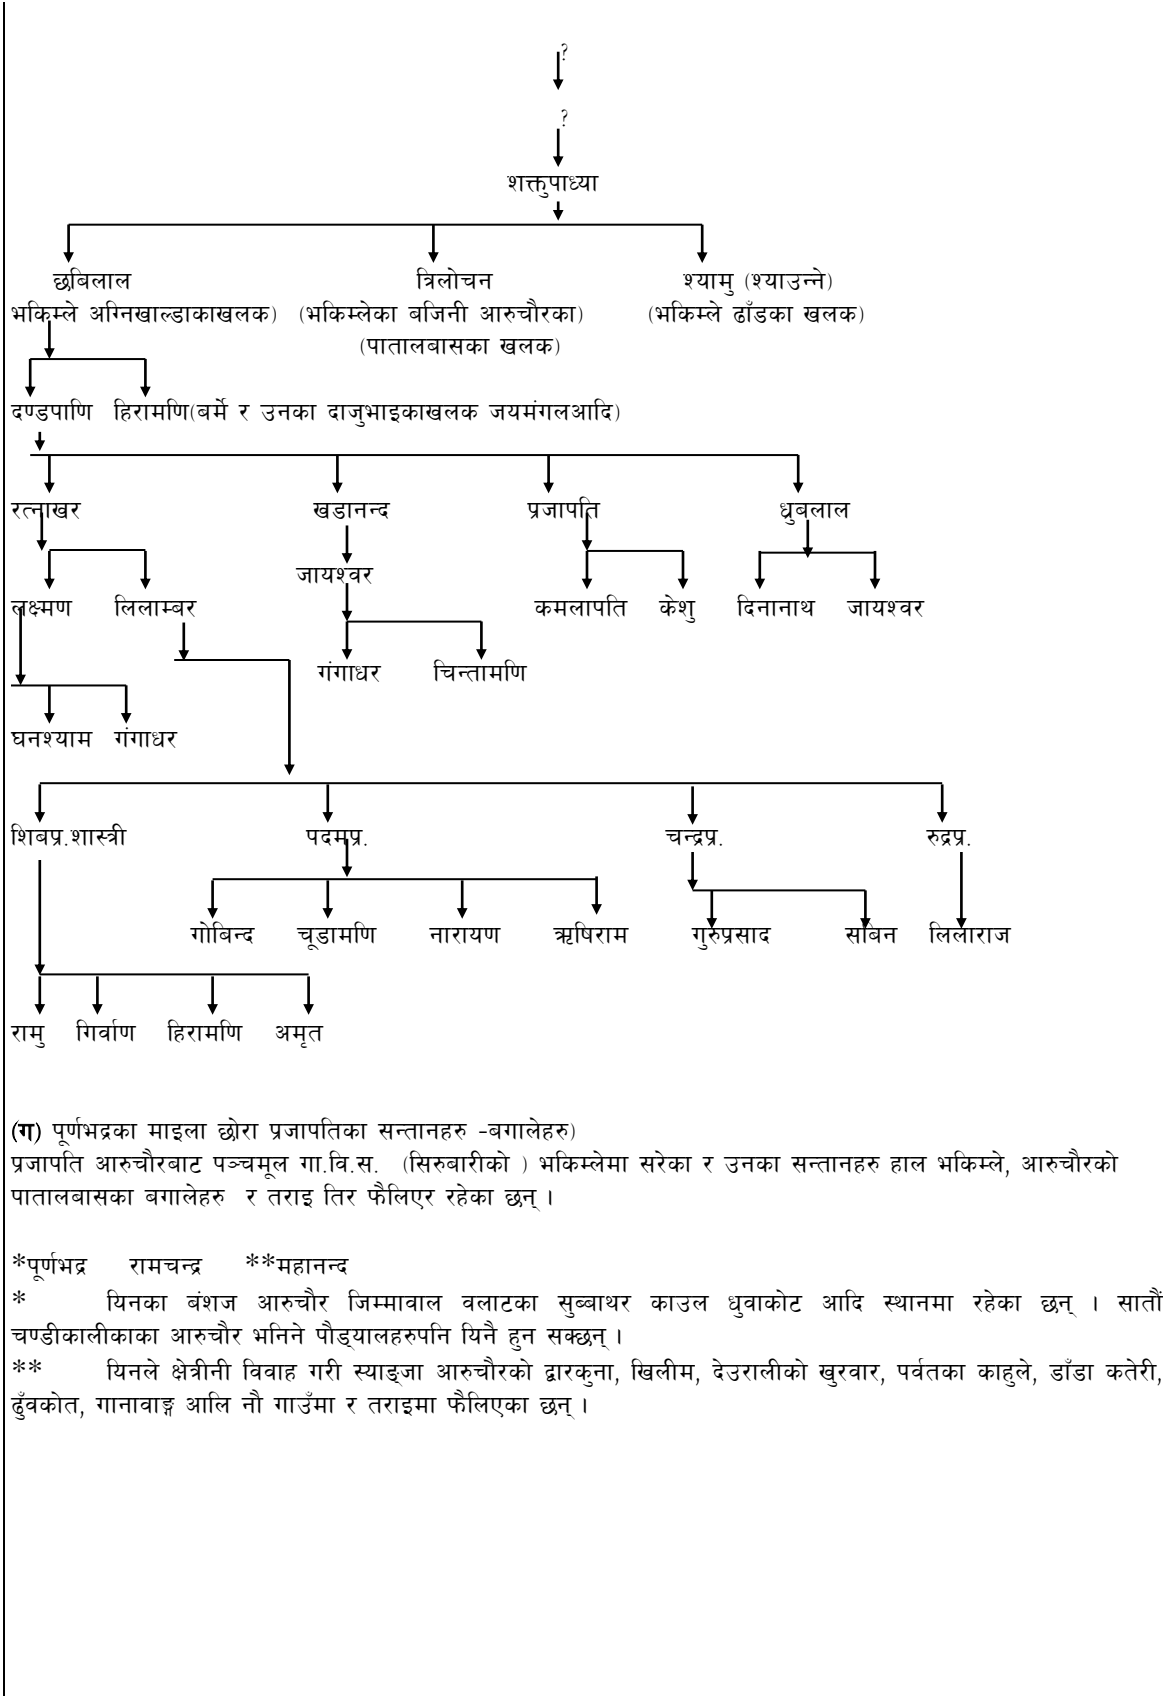 ?
?
शक्तुपाध्या
छबिलाल त्रिलोचन श्यामु (श्याउन्ने)
भकिम्ले अग्निखाल्डाकाखलक) (भकिम्लेका बजिनी आरुचौरका) (भकिम्ले ढाँडका खलक)
(पातालबासका खलक)
दण्डपाणि हिरामणि(बर्मे र उनका दाजुभाइकाखलक जयमंगलआदि)
रत्नाखर खडानन्द प्रजापति ध्रुबलाल
जायश्वर
लक्ष्मण लिलाम्बर कमलापति केशु दिनानाथ जायश्वर
गंगाधर चिन्तामणि
घनश्याम गंगाधर
शिबप्र.शास्त्री पदमप्र. चन्द्रप्र. रुद्रप्र.
गोबिन्द चूडामणि नारायण ऋषिराम गुरुप्रसाद सबिन लिलाराज
रामु गिर्वाण हिरामणि अमृत
(ग) पूर्णभद्रका माइला छोरा प्रजापतिका सन्तानहरु -बगालेहरु)
प्रजापति आरुचौरबाट पञ्चमूल गा.वि.स. (सिरुबारीको ) भकिम्लेमा सरेका र उनका सन्तानहरु हाल भकिम्ले, आरुचौरको
पातालबासका बगालेहरु र तराइ तिर फैलिएर रहेका छन् ।
*पूर्णभद्र रामचन्द्र **महानन्द
* यिनका बंशज आरुचौर जिम्मावाल वलाटका सुब्बाथर काउल धुवाकोट आदि स्थानमा रहेका छन् । सातौं
चण्डीकालीकाका आरुचौर भनिने पौड्यालहरुपनि यिनै हुन सक्छन् ।
** यिनले क्षेत्रीनी विवाह गरी स्याङ्जा आरुचौरको द्वारकुना, खिलीम, देउरालीको खुरवार, पर्वतका काहुले, डाँडा कतेरी,
ढुँवकोत, गानावाङ्ग आलि नौ गाउँमा र तराइमा फैलिएका छन् ।